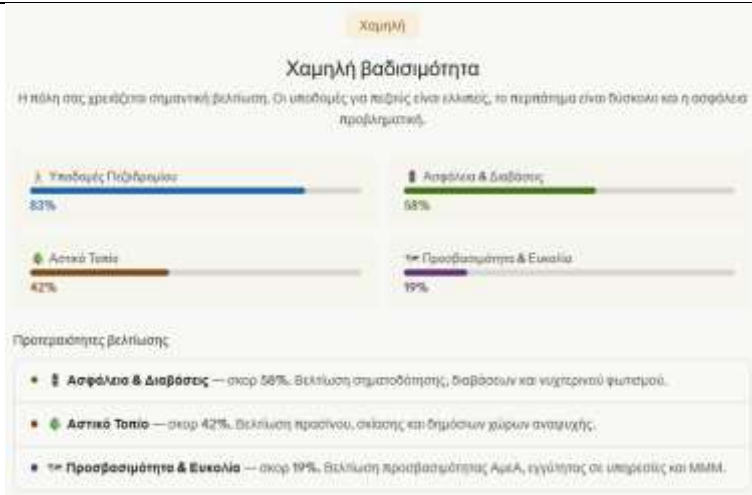 Χαμηλή
Χαμηλή βαδισιμότητα
Η πόλη σας χρειάζεται σημαντική βελτίωση. Οι υποδομές για πεζούς είναι ελλιπείς, το περπάτημα είναι δύσκολο και η ασφάλεια
προβληματική.
Υποδομές Πεζοδρομίου
83%
Ασφάλεια & Διαβάσεις
58%
Αστικό Τοπίο
42%
Προσβασιμότητα & Ευκολία
19%
Προτεραιότητες βελτίωσης
Ασφάλεια & Διαβάσεις — σκορ 58%. Βελτίωση σηματοδότησης, διαβάσεων και νυχτερινού φωτισμού.
Αστικό Τοπίο — σκορ 42%. Βελτίωση πρασίνου, σκίασης και δημόσιων χώρων αναψυχής.
Προσβασιμότητα & Ευκολία — σκορ 19%. Βελτίωση προσβασιμότητας ΑμεΑ, εγγύτητας σε υπηρεσίες και ΜΜΜ.